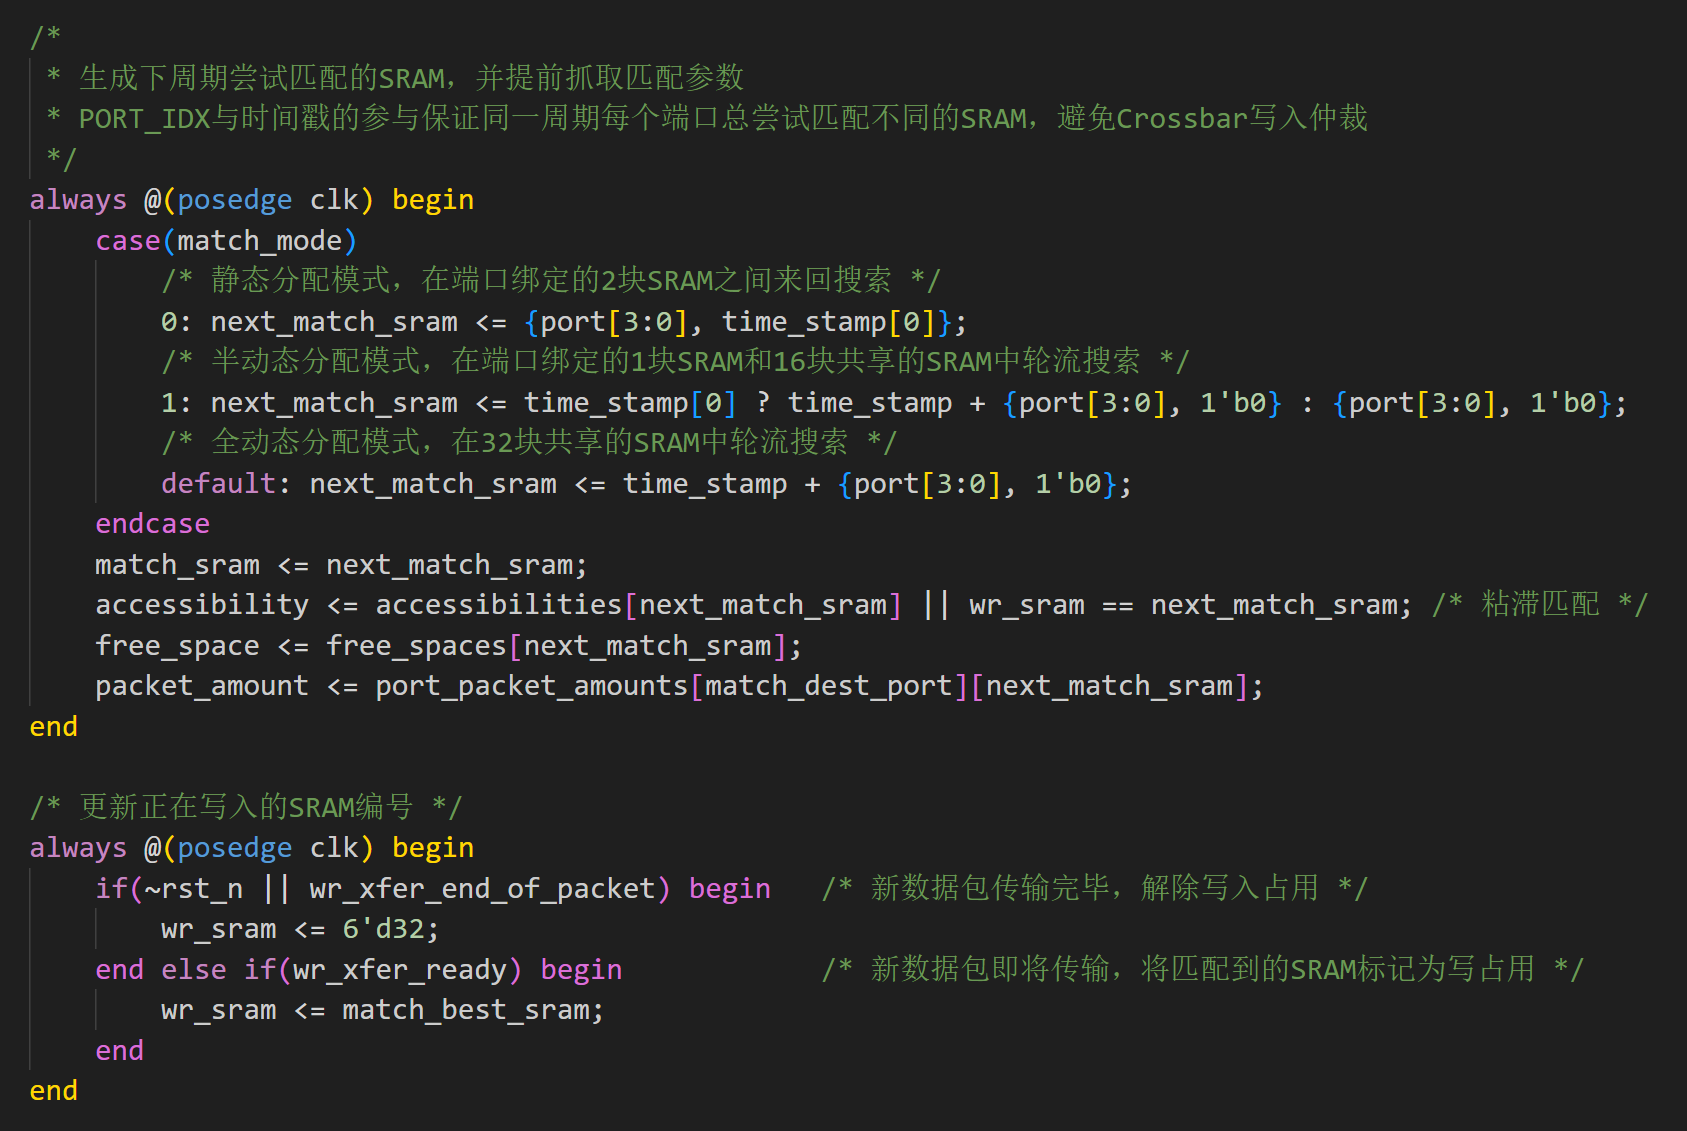 /*
 * 生成下周期尝试匹配的SRAM，并提前抓取匹配参数
 * PORT_IDX与时间戳的参与保证同一周期每个端口总尝试匹配不同的SRAM，避免Crossbar写入仲裁
 */
always @(posedge clk) begin
    case(match_mode)
        /* 静态分配模式，在端口绑定的2块SRAM之间来回搜索 */
        0: next_match_sram <= {port[3:0], time_stamp[0]};
        /* 半动态分配模式，在端口绑定的1块SRAM和16块共享的SRAM中轮流搜索 */
        1: next_match_sram <= time_stamp[0] ? time_stamp + {port[3:0], 1'b0} : {port[3:0], 1'b0};
        /* 全动态分配模式，在32块共享的SRAM中轮流搜索 */
        default: next_match_sram <= time_stamp + {port[3:0], 1'b0};
    endcase
    match_sram <= next_match_sram;
    accessibility <= accessibilities[next_match_sram] || wr_sram == next_match_sram; /* 粘滞匹配 */
    free_space <= free_spaces[next_match_sram];
    packet_amount <= port_packet_amounts[match_dest_port][next_match_sram];
end

/* 更新正在写入的SRAM编号 */
always @(posedge clk) begin
    if(~rst_n || wr_xfer_end_of_packet) begin   /* 新数据包传输完毕，解除写入占用 */
        wr_sram <= 6'd32;
    end else if(wr_xfer_ready) begin            /* 新数据包即将传输，将匹配到的SRAM标记为写占用 */
        wr_sram <= match_best_sram;
    end
end